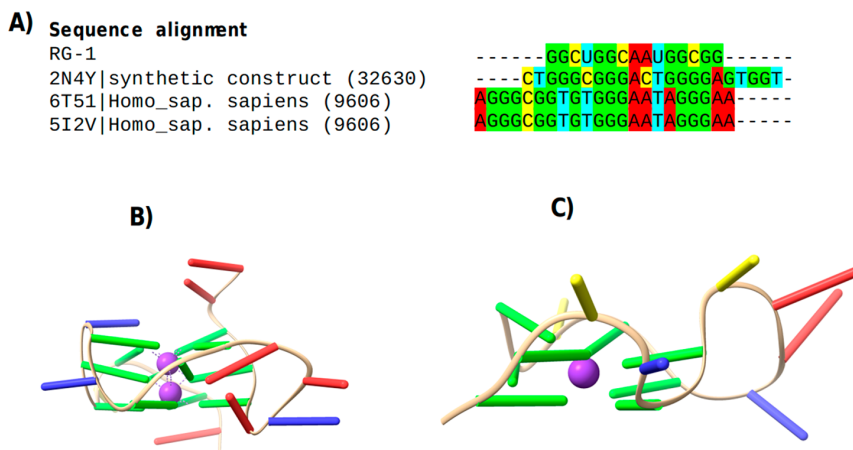 A) Sequence alignment
RG-1 ------GGCUGGCAAUGGCGG------
2N4Y|synthetic construct (32630) ----CTGGGCGGGACTGGGGAGTGGT-
6T51|Homo_sap. sapiens (9606) AGGGCGGTGTGGGAATAGGGAA-----
5I2V|Homo_sap. sapiens (9606) AGGGCGGTGTGGGAATAGGGAA-----
B)
C)